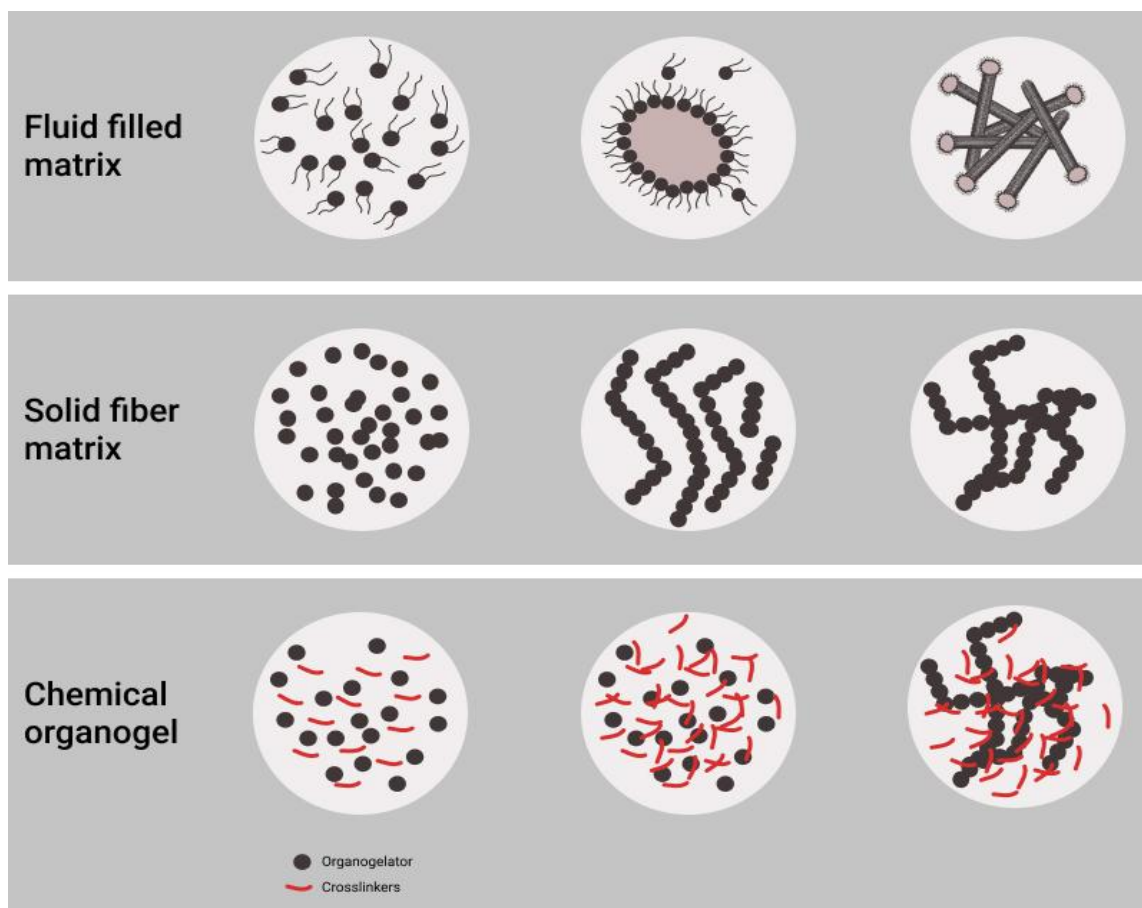 Fluid filled
matrix
Solid fiber
matrix
Chemical
organogel
Organogelator
Crosslinkers